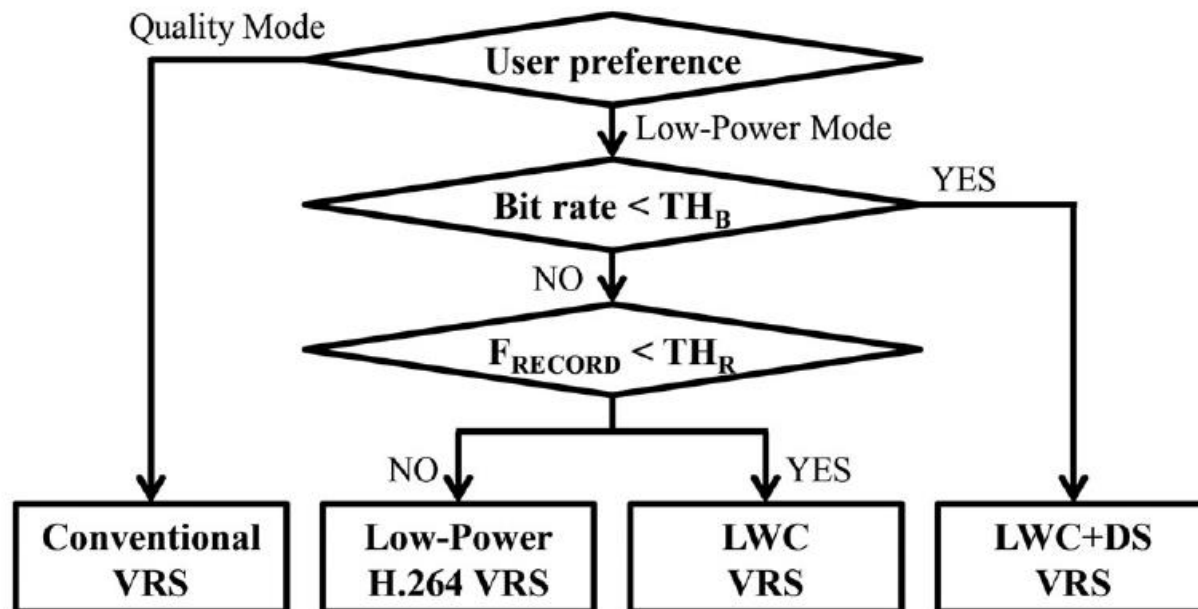 Quality Mode
User preference
Low-Power Mode
Bit rate < TH_B
YES
NO
F_RECORD < TH_R
NO
YES
Conventional
VRS
Low-Power
H.264 VRS
LWC
VRS
LWC+DS
VRS